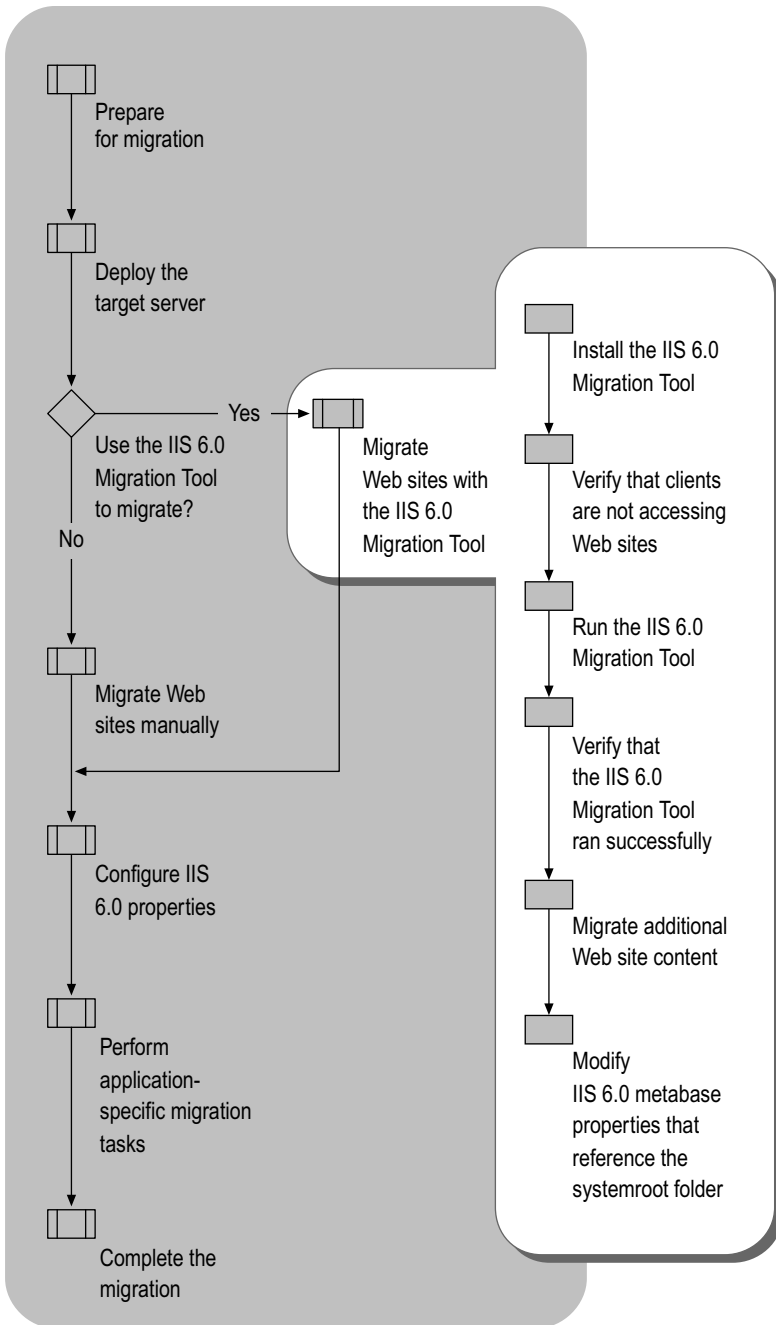 Prepare
for migration
Deploy the
target server
Use the IIS 6.0
Migration Tool
to migrate?
Yes
No
Migrate
Web sites with
the IIS 6.0
Migration Tool
Install the IIS 6.0
Migration Tool
Verify that clients
are not accessing
Web sites
Run the IIS 6.0
Migration Tool
Verify that
the IIS 6.0
Migration Tool
ran successfully
Migrate additional
Web site content
Modify
IIS 6.0 metabase
properties that
reference the
systemroot folder
Migrate Web
sites manually
Configure IIS
6.0 properties
Perform
application-
specific migration
tasks
Complete the
migration